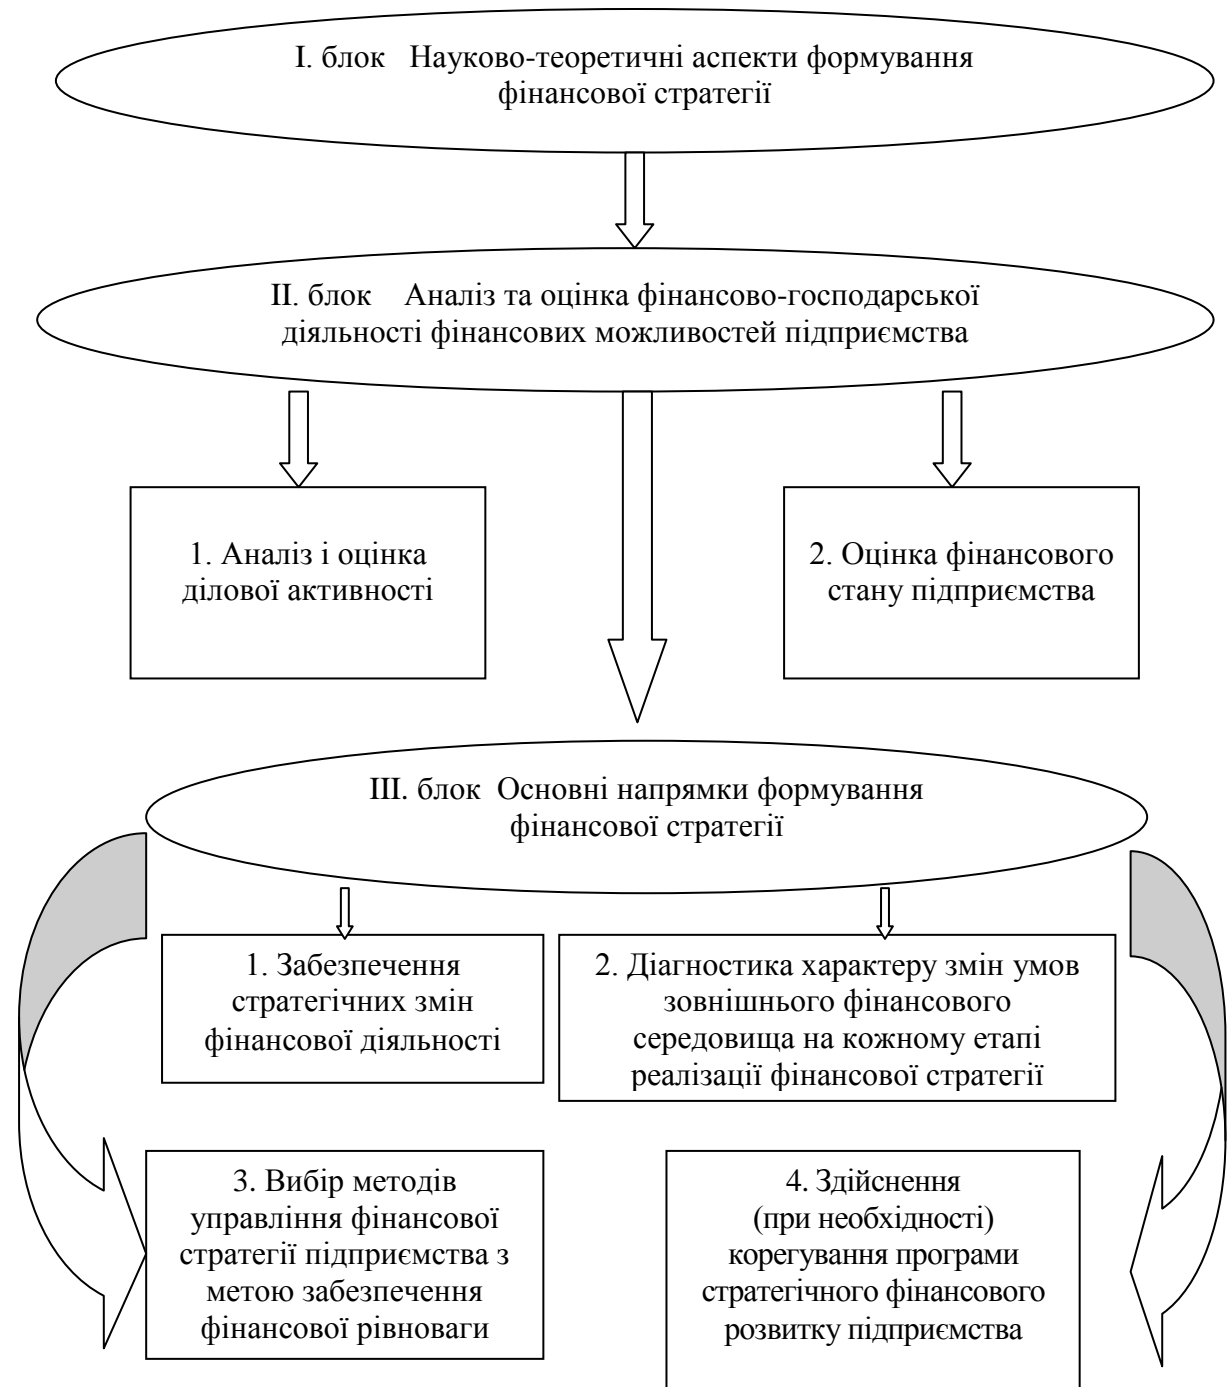 I. блок Науково-теоретичні аспекти формування
фінансової стратегії
II. блок Аналіз та оцінка фінансово-господарської
діяльності фінансових можливостей підприємства
1. Аналіз і оцінка
ділової активності
2. Оцінка фінансового
стану підприємства
III. блок Основні напрямки формування
фінансової стратегії
1. Забезпечення
стратегічних змін
фінансової діяльності
2. Діагностика характеру змін умов
зовнішнього фінансового
середовища на кожному етапі
реалізації фінансової стратегії
3. Вибір методів
управління фінансової
стратегії підприємства з
метою забезпечення
фінансової рівноваги
4. Здійснення
(при необхідності)
корегування програми
стратегічного фінансового
розвитку підприємства